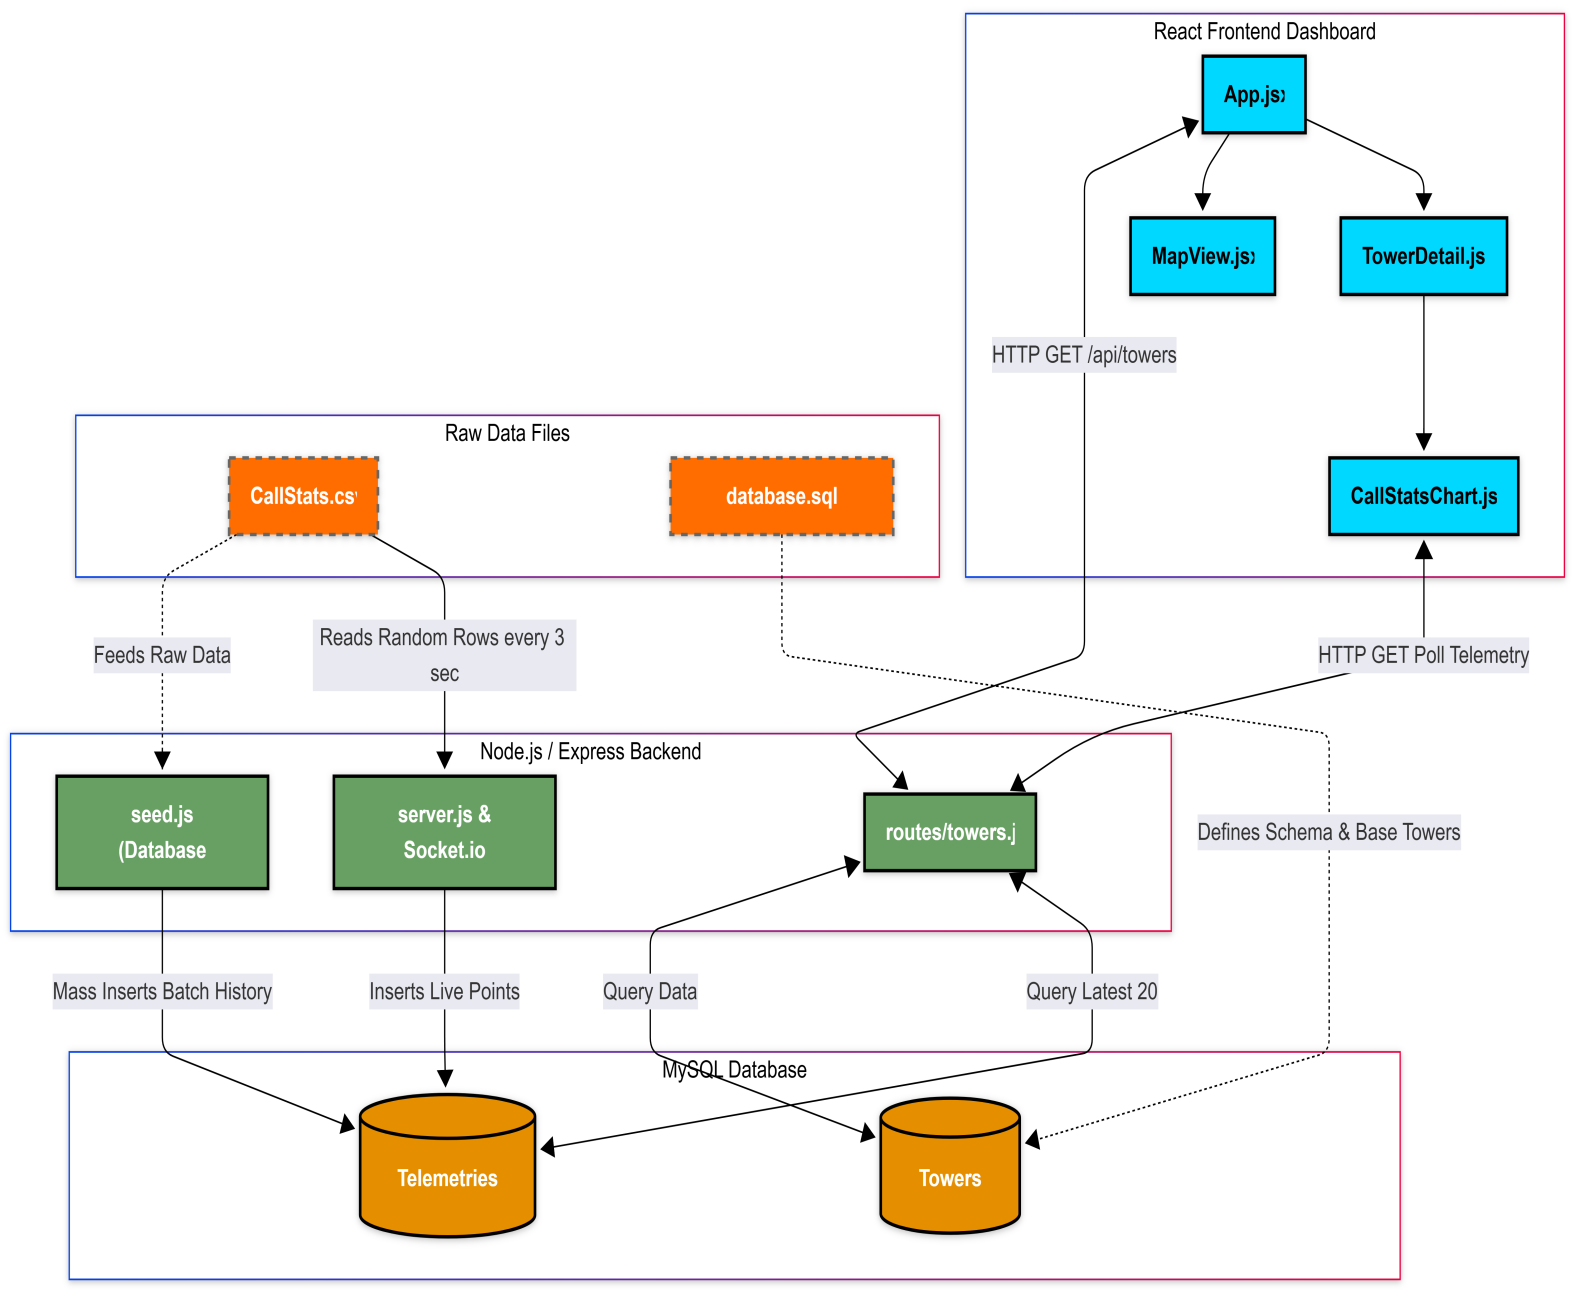 React Frontend Dashboard
App.jsx
MapView.jsx
TowerDetail.js
HTTP GET /api/towers
Raw Data Files
CallStats.csv
database.sql
CallStatsChart.js
Feeds Raw Data
Reads Random Rows every 3
sec
HTTP GET Poll Telemetry
Node.js / Express Backend
seed.js
(Database
server.js &
Socket.io
routes/towers.j
Defines Schema & Base Towers
Mass Inserts Batch History
Inserts Live Points
Query Data
Query Latest 20
MySQL Database
Telemetries
Towers